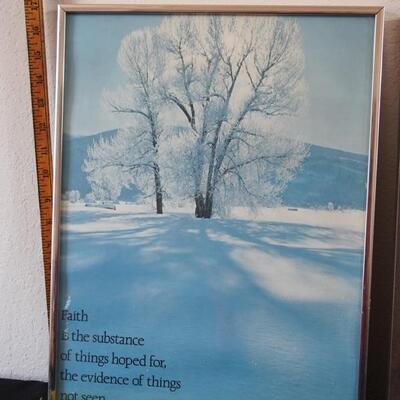 Faith
is the substance
of things hoped for,
the evidence of things
not seen